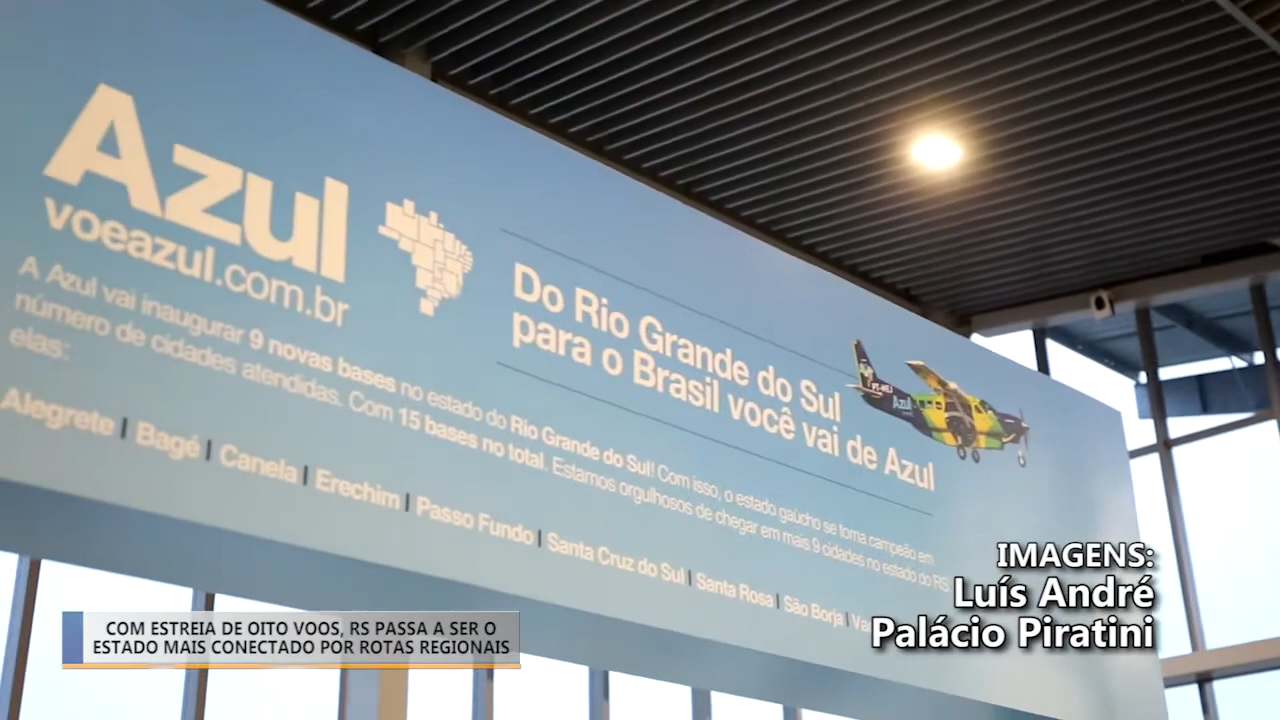 Azul
voeazul.com.br
Do Rio Grande do Sul
para o Brasil você vai de Azul
A Azul vai inaugurar 9 novas bases no estado do Rio Grande do Sul! Com isso, o estado gaúcho se torna campeão em
número de cidades atendidas. Com 15 bases no total. Estamos orgulhosos de chegar em mais 9 cidades no estado do RS
elas:
Alegrete | Bagé | Canela | Erechim | Passo Fundo | Santa Cruz do Sul | Santa Rosa | São Borja |
Azul
IMAGENS:
Luís André
Palácio Piratini
COM ESTREIA DE OITO VOOS, RS PASSA A SER O
ESTADO MAIS CONECTADO POR ROTAS REGIONAIS